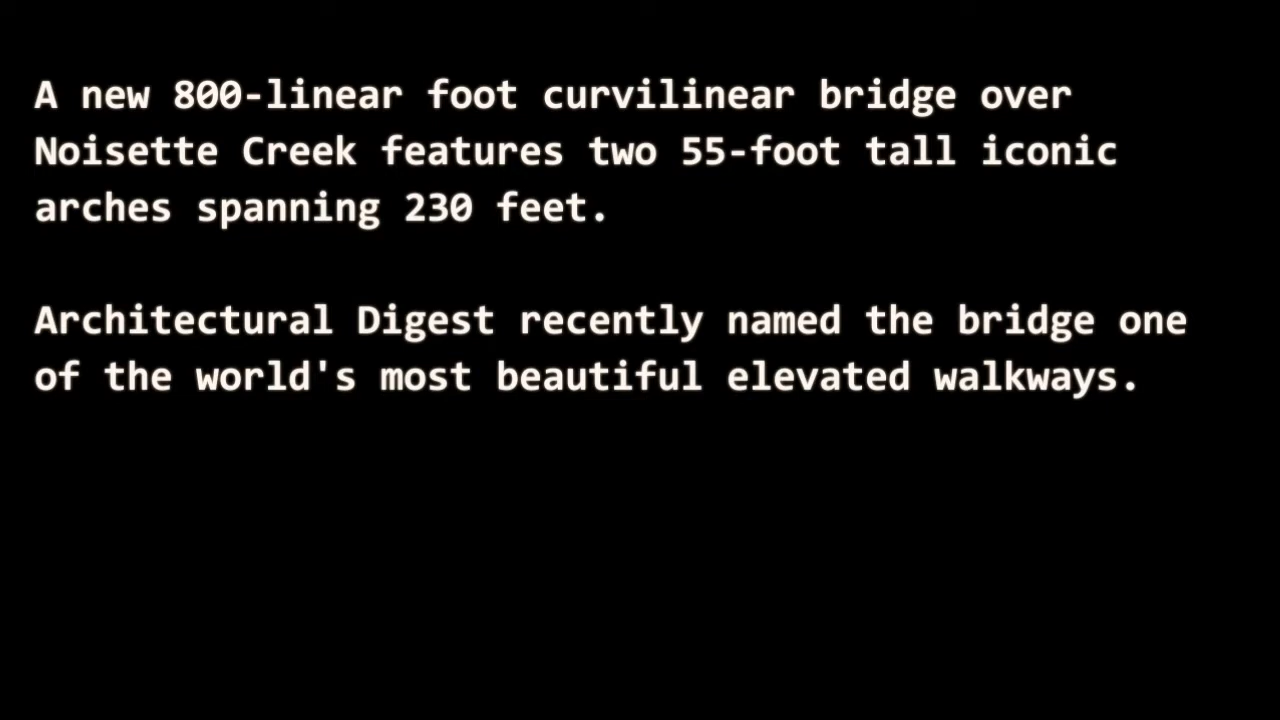 A new 800-linear foot curvilinear bridge over
Noisette Creek features two 55-foot tall iconic
arches spanning 230 feet.
Architectural Digest recently named the bridge one
of the world's most beautiful elevated walkways.